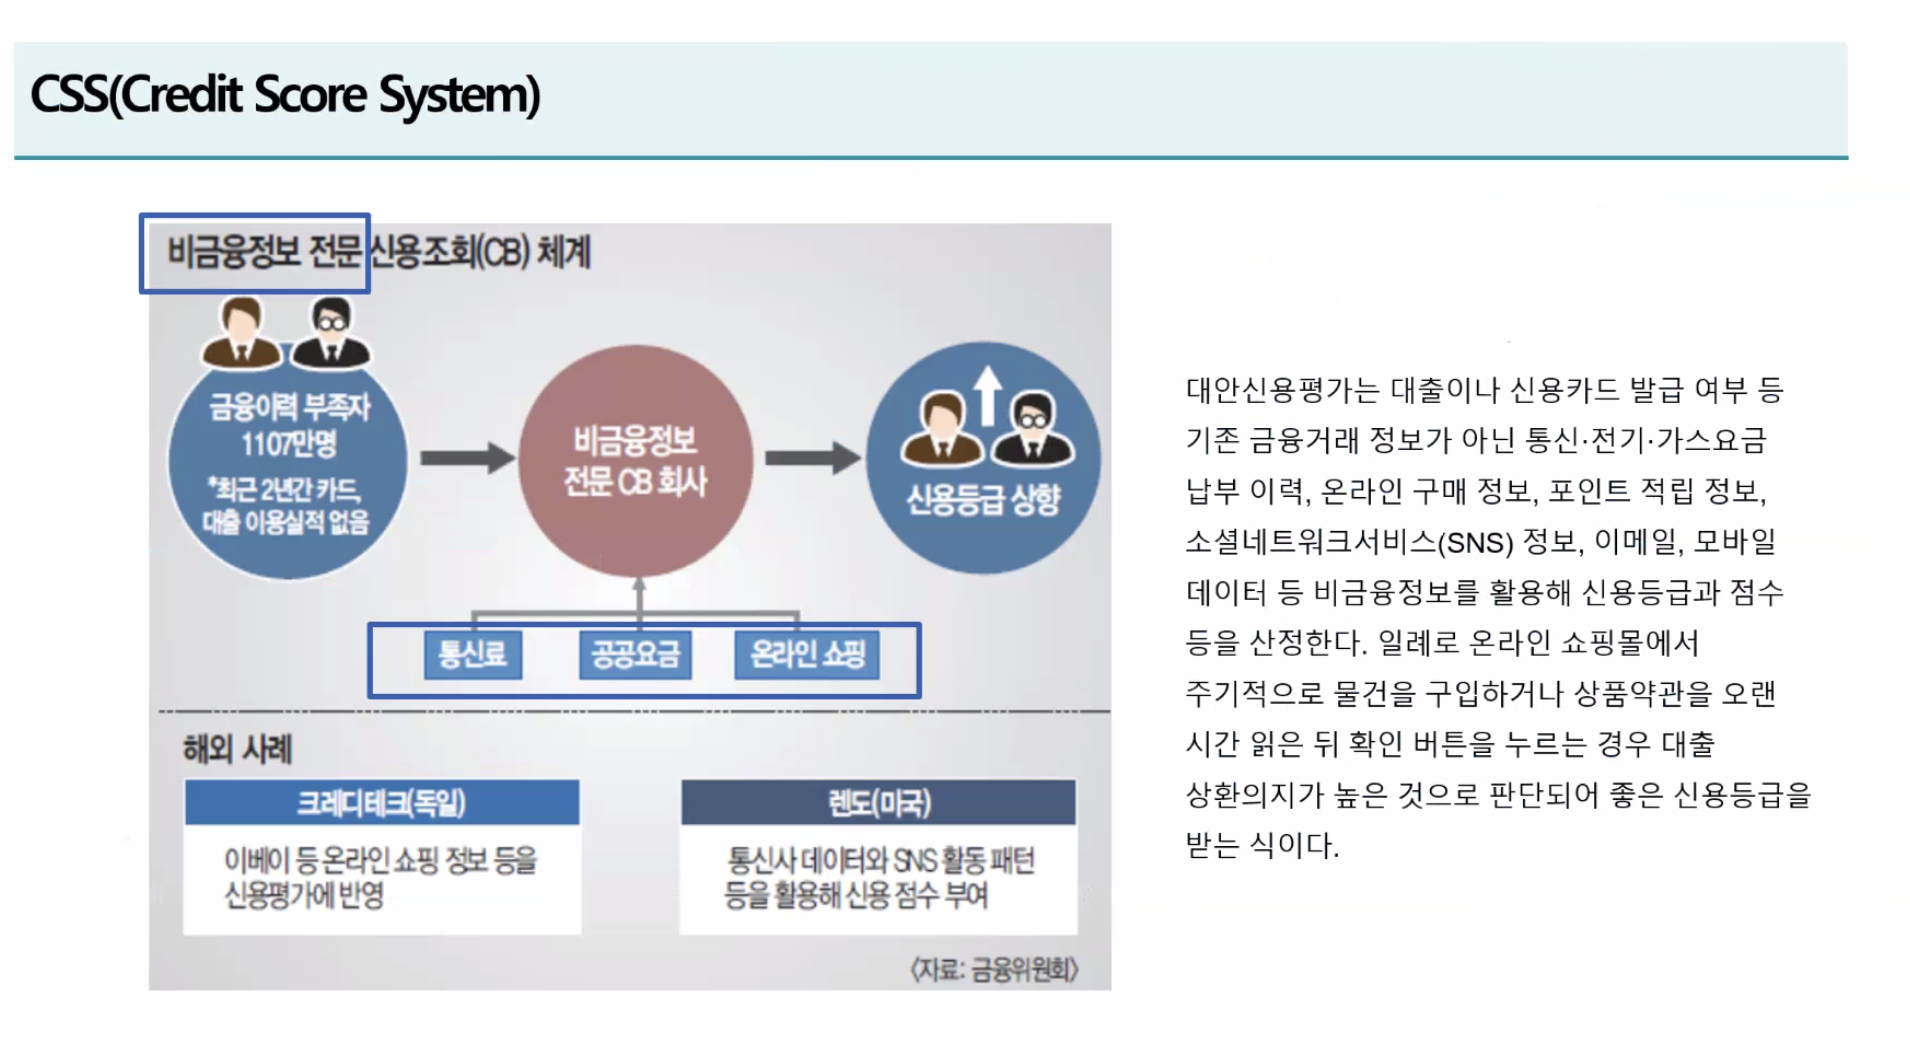 CSS(Credit Score System)
비금융정보 전문 신용조회(CB) 체계
금융이력 부족자
1107만명
*최근 2년간 카드,
대출 이용실적 없음
비금융정보
전문 CB 회사
신용등급 상향
통신료
공공요금
온라인 쇼핑
해외 사례
크레디테크(독일)
이베이 등 온라인 쇼핑 정보 등을
신용평가에 반영
렌도(미국)
통신사 데이터와 SNS 활동 패턴
등을 활용해 신용 점수 부여
〈자료: 금융위원회〉
대안신용평가는 대출이나 신용카드 발급 여부 등
기존 금융거래 정보가 아닌 통신·전기·가스요금
납부 이력, 온라인 구매 정보, 포인트 적립 정보,
소셜네트워크서비스(SNS) 정보, 이메일, 모바일
데이터 등 비금융정보를 활용해 신용등급과 점수
등을 산정한다. 일례로 온라인 쇼핑몰에서
주기적으로 물건을 구입하거나 상품약관을 오랜
시간 읽은 뒤 확인 버튼을 누르는 경우 대출
상환의지가 높은 것으로 판단되어 좋은 신용등급을
받는 식이다.